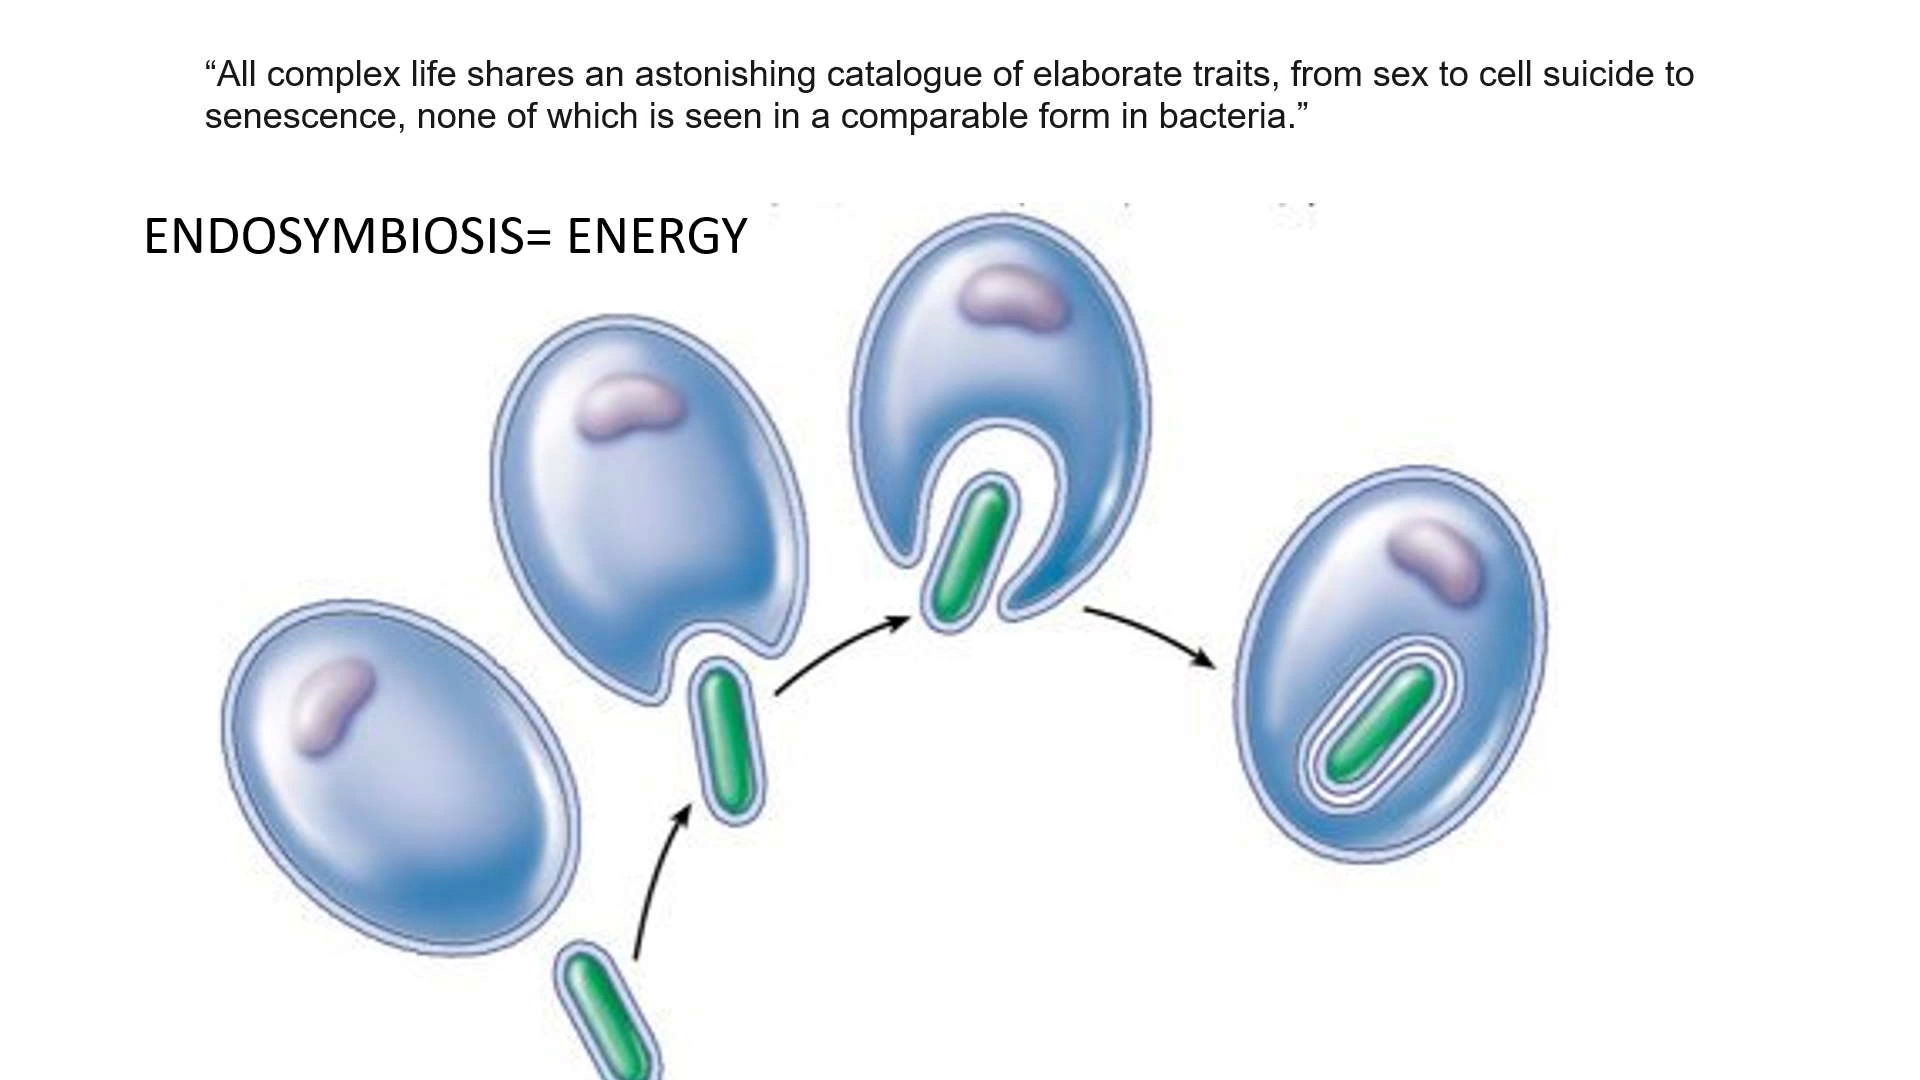 “All complex life shares an astonishing catalogue of elaborate traits, from sex to cell suicide to
senescence, none of which is seen in a comparable form in bacteria.”
ENDOSYMBIOSIS= ENERGY